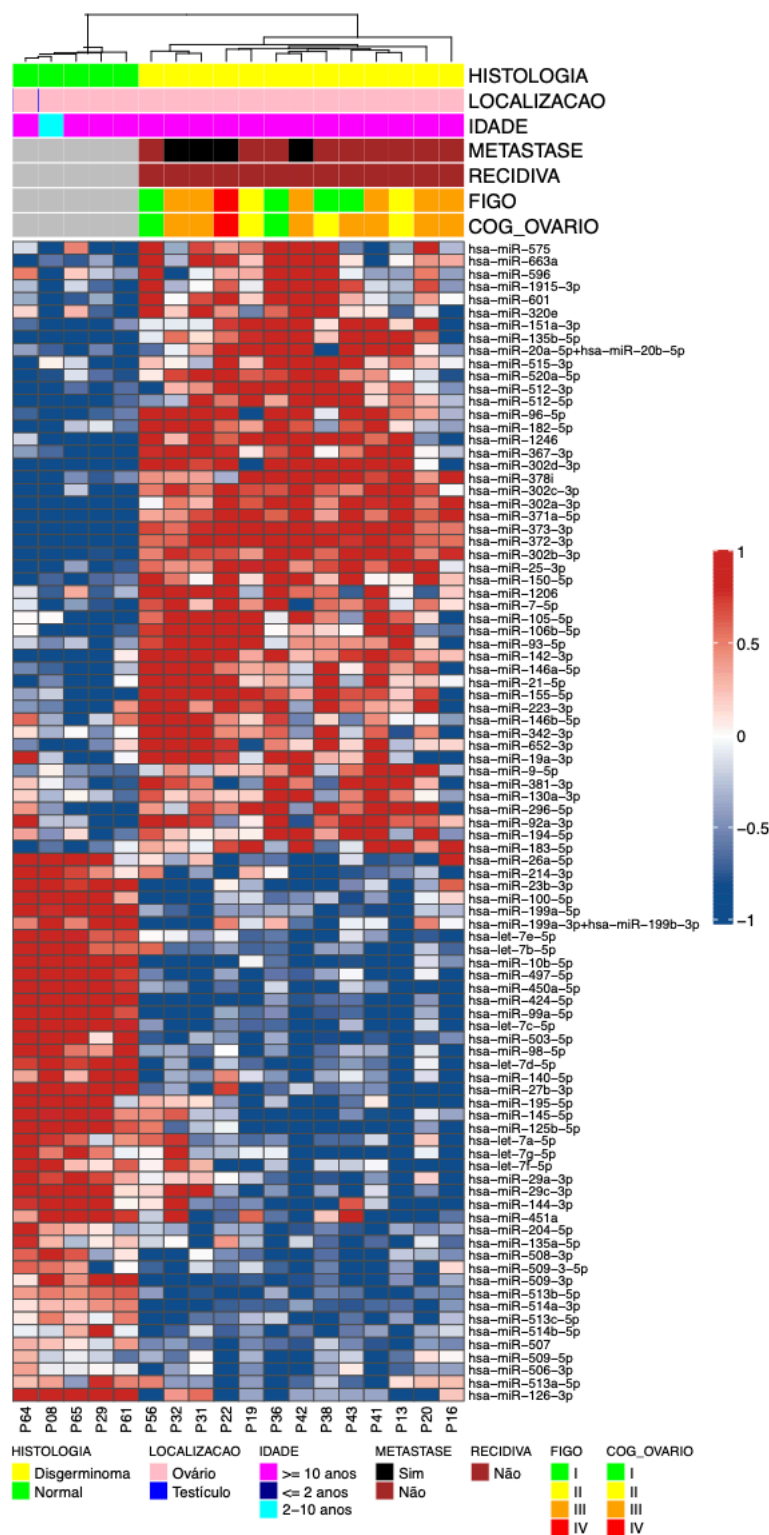 HISTOLOGIA
LOCALIZACAO
IDADE
METASTASE
RECIDIVA
FIGO
COG_OVARIO
hsa-miR-575
hsa-miR-663a
hsa-miR-596
hsa-miR-1915-3p
hsa-miR-601
hsa-miR-320e
hsa-miR-151a-3p
hsa-miR-135b-5p
hsa-miR-20a-5p+hsa-miR-20b-5p
hsa-miR-515-3p
hsa-miR-520a-5p
hsa-miR-512-3p
hsa-miR-512-5p
hsa-miR-96-5p
hsa-miR-182-5p
hsa-miR-1246
hsa-miR-367-3p
hsa-miR-302d-3p
hsa-miR-378i
hsa-miR-302c-3p
hsa-miR-302a-3p
hsa-miR-371a-5p
hsa-miR-373-3p
hsa-miR-372-3p
hsa-miR-302b-3p
hsa-miR-25-3p
hsa-miR-150-5p
hsa-miR-1206
hsa-miR-7-5p
hsa-miR-105-5p
hsa-miR-106b-5p
hsa-miR-93-5p
hsa-miR-142-3p
hsa-miR-146a-5p
hsa-miR-21-5p
hsa-miR-155-5p
hsa-miR-223-3p
hsa-miR-146b-5p
hsa-miR-342-3p
hsa-miR-652-3p
hsa-miR-19a-3p
hsa-miR-9-5p
hsa-miR-381-3p
hsa-miR-130a-3p
hsa-miR-296-5p
hsa-miR-92a-3p
hsa-miR-194-5p
hsa-miR-183-5p
hsa-miR-26a-5p
hsa-miR-214-3p
hsa-miR-23b-3p
hsa-miR-100-5p
hsa-miR-199a-5p
hsa-miR-199a-3p+hsa-miR-199b-3p
hsa-let-7e-5p
hsa-let-7b-5p
hsa-miR-10b-5p
hsa-miR-497-5p
hsa-miR-450a-5p
hsa-miR-424-5p
hsa-miR-99a-5p
hsa-let-7c-5p
hsa-miR-503-5p
hsa-miR-98-5p
hsa-let-7d-5p
hsa-miR-140-5p
hsa-miR-27b-3p
hsa-miR-195-5p
hsa-miR-145-5p
hsa-miR-125b-5p
hsa-let-7a-5p
hsa-let-7g-5p
hsa-let-7f-5p
hsa-miR-29a-3p
hsa-miR-29c-3p
hsa-miR-144-3p
hsa-miR-451a
hsa-miR-204-5p
hsa-miR-135a-5p
hsa-miR-508-3p
hsa-miR-509-3-5p
hsa-miR-509-3p
hsa-miR-513b-5p
hsa-miR-514a-3p
hsa-miR-513c-5p
hsa-miR-514b-5p
hsa-miR-507
hsa-miR-509-5p
hsa-miR-506-3p
hsa-miR-513a-5p
hsa-miR-126-3p
1
0.5
0
−0.5
−1
P64 P08 P65 P29 P61 P56 P32 P31 P22 P19 P36 P42 P38 P43 P41 P13 P20 P16
HISTOLOGIA
Disgerminoma
Normal
LOCALIZACAO
Ovário
Testículo
IDADE
>= 10 anos
<= 2 anos
2−10 anos
METASTASE
Sim
Não
RECIDIVA
Não
FIGO
I
II
III
IV
COG_OVARIO
I
II
III
IV